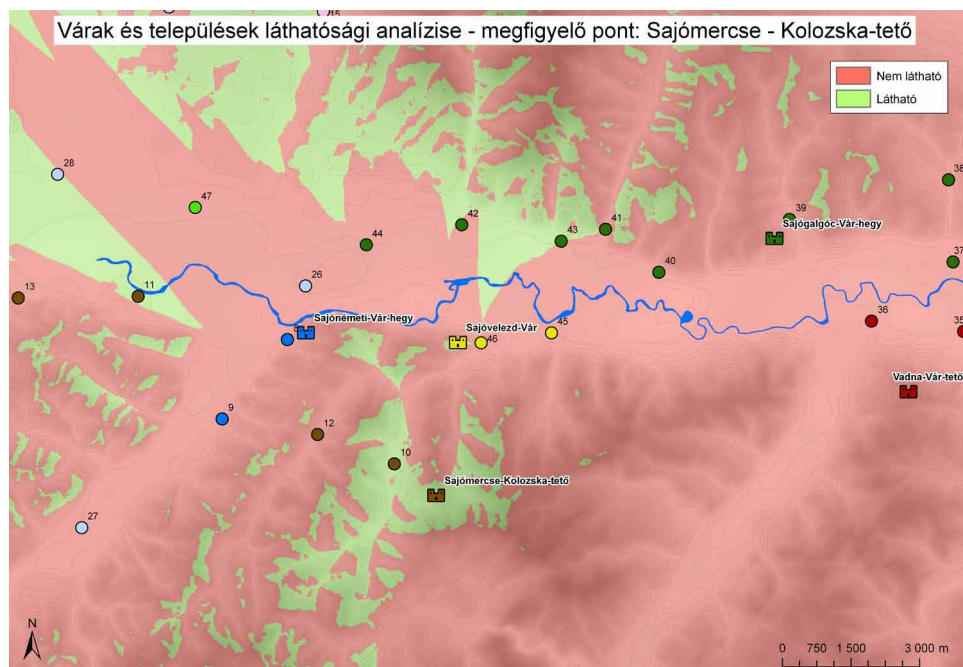 15
Várak és települések láthatósági analízise - megfigyelő pont: Sajómercse - Kolozska-tető
Nem látható
Látható
28
38
47
39
42
41
Sajógalgóc-Vár-hegy
43
44
37
40
26
13
11
Sajónémeti-Vár-hegy
Sajóvelezd-Vár
45
36
35
8
46
Vadna-Vár-tető
9
12
10
Sajómercse-Kolozska-tető
27
N
0 750 1 500 3 000 m